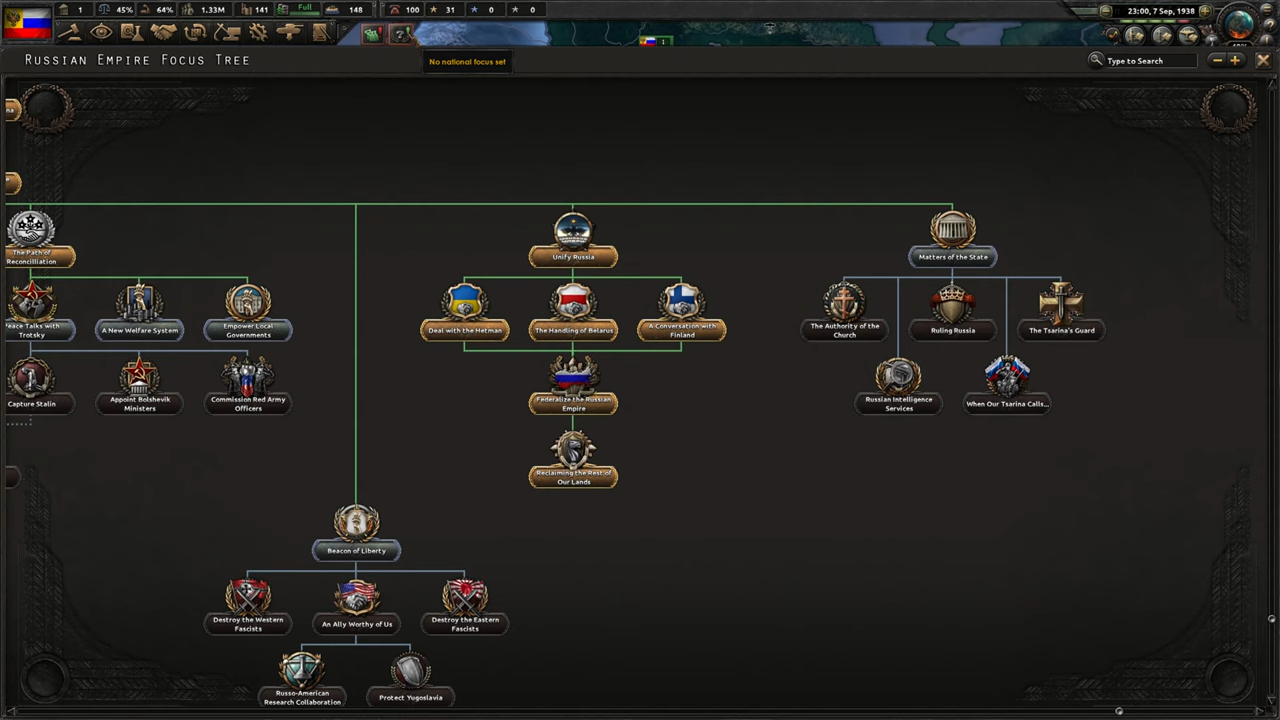 1 45% 64% 1.33M 141 Full 148 100 31 0 0 23:00, 7 Sep, 1938
1
Russian Empire Focus Tree
No national focus set
Type to Search
The Path of
Reconcilliation
Unify Russia
Matters of the State
Peace Talks with
Trotsky
A New Welfare System
Empower Local
Governments
Deal with the Hetman
The Handling of Belarus
A Conversation with
Finland
The Authority of the
Church
Ruling Russia
The Tsarina's Guard
Capture Stalin
Appoint Bolshevik
Ministers
Commission Red Army
Officers
Federalize the Russian
Empire
Russian Intelligence
Services
When Our Tsarina Calls...
Reclaiming the Rest of
Our Lands
Beacon of Liberty
Destroy the Western
Fascists
An Ally Worthy of Us
Destroy the Eastern
Fascists
Russo-American
Research Collaboration
Protect Yugoslavia